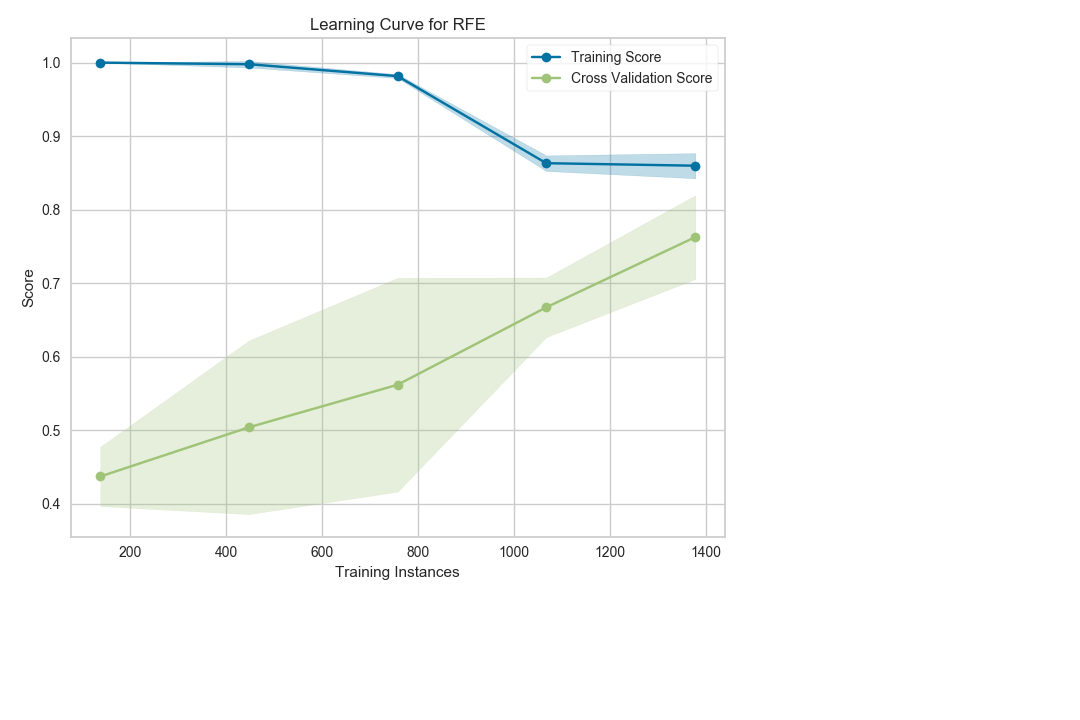 Learning Curve for RFE
Training Score
Cross Validation Score
1.0
0.9
0.8
0.7
0.6
0.5
0.4
Score
200 400 600 800 1000 1200 1400
Training Instances